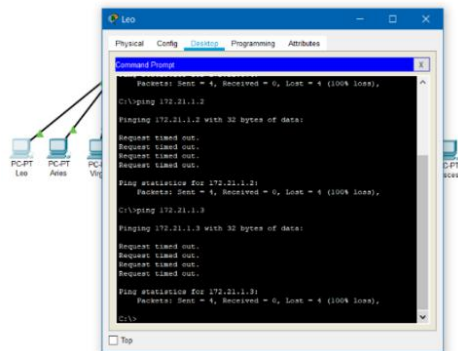 Leo
Physical Config Desktop Programming Attributes
Command Prompt X
Packets: Sent = 4, Received = 0, Lost = 4 (100% loss),
C:\>ping 172.21.1.2
Pinging 172.21.1.2 with 32 bytes of data:
Request timed out.
Request timed out.
Request timed out.
Request timed out.
Ping statistics for 172.21.1.2:
Packets: Sent = 4, Received = 0, Lost = 4 (100% loss),
C:\>ping 172.21.1.3
Pinging 172.21.1.3 with 32 bytes of data:
Request timed out.
Request timed out.
Request timed out.
Request timed out.
Ping statistics for 172.21.1.3:
Packets: Sent = 4, Received = 0, Lost = 4 (100% loss),
C:\>
Top
PC-PT
Leo
PC-PT
Aries